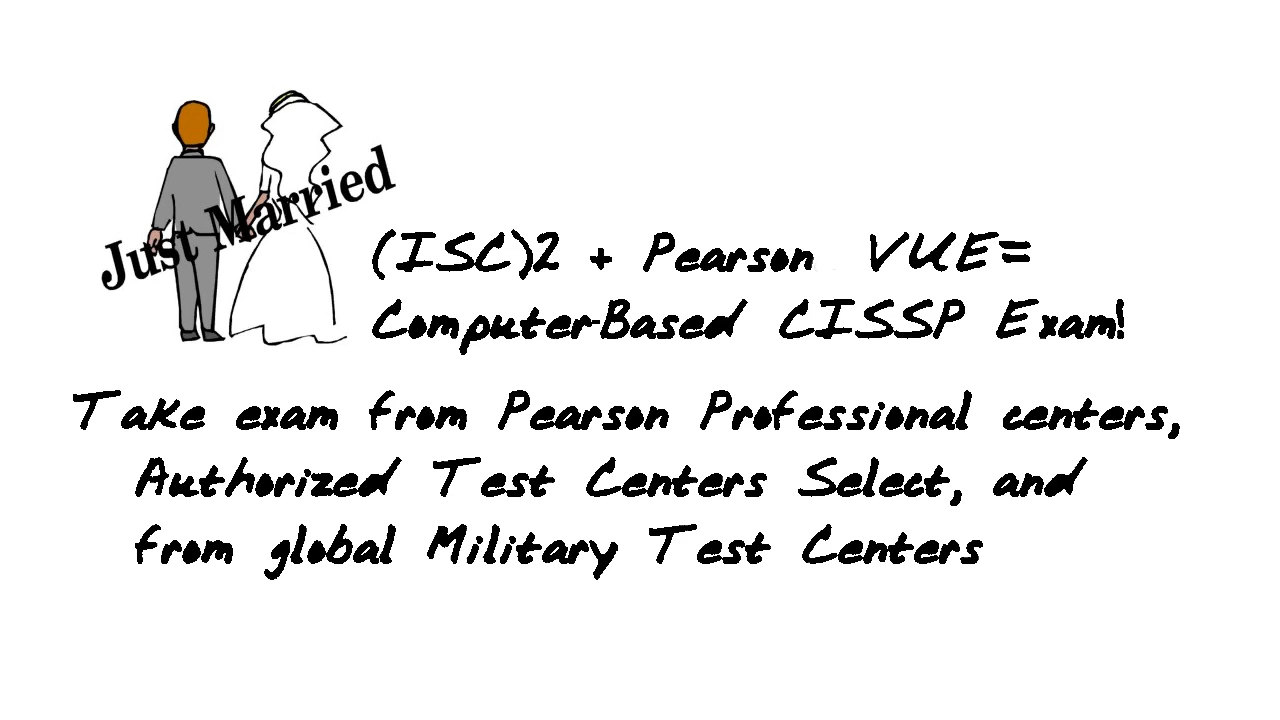 Just Married
(ISC)2 + Pearson VUE=
Computer-Based CISSP Exam!
Take exam from Pearson Professional centers,
Authorized Test Centers Select, and
from global Military Test Centers